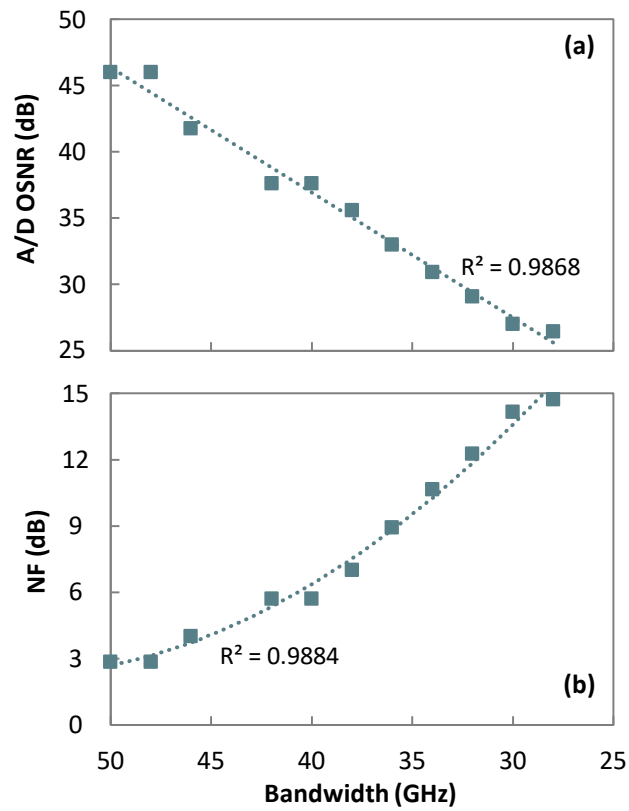 50
(a)
45
40
35
30
25
A/D OSNR (dB)
R² = 0.9868
15
12
9
6
3
0
NF (dB)
R² = 0.9884
(b)
50 45 40 35 30 25
Bandwidth (GHz)